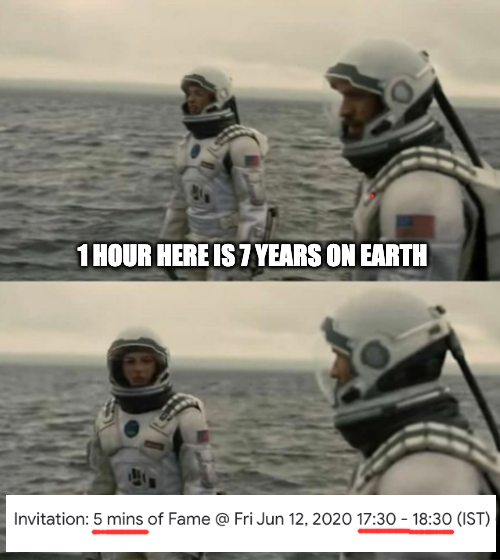 1 HOUR HERE IS 7 YEARS ON EARTH
Invitation: 5 mins of Fame @ Fri Jun 12, 2020 17:30 - 18:30 (IST)